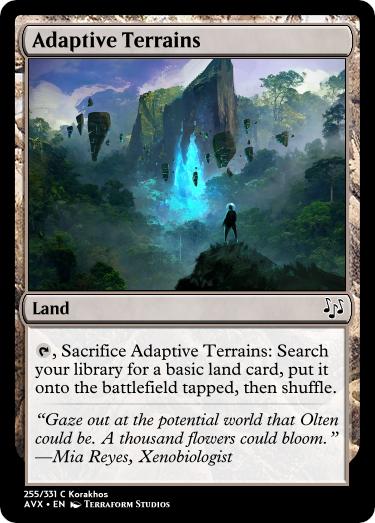 Adaptive Terrains
Land
, Sacrifice Adaptive Terrains: Search
your library for a basic land card, put it
onto the battlefield tapped, then shuffle.
“Gaze out at the potential world that Olten
could be. A thousand flowers could bloom.”
—Mia Reyes, Xenobiologist
255/331 C Korakhos
AVX • EN Terraform Studios